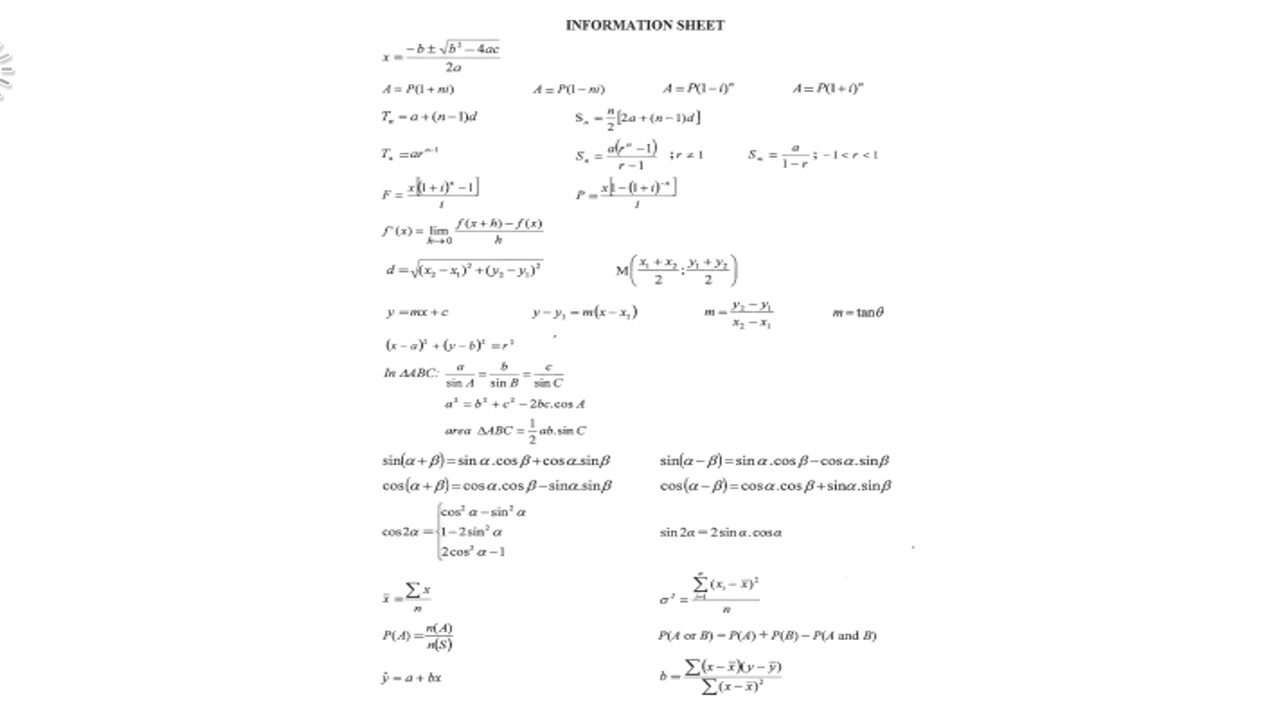 INFORMATION SHEET
x = (−b ± √(b² − 4ac)) / 2a
A = P(1 + ni)    A = P(1 − ni)    A = P(1 − i)ⁿ    A = P(1 + i)ⁿ
Tₙ = a + (n − 1)d    Sₙ = n/2 [2a + (n − 1)d]
Tₙ = arⁿ⁻¹    Sₙ = a(rⁿ − 1) / (r − 1) ; r ≠ 1    S∞ = a / (1 − r) ; −1 < r < 1
F = x[(1 + i)ⁿ − 1] / i    P = x[1 − (1 + i)⁻ⁿ] / i
f'(x) = lim h→0 (f(x + h) − f(x)) / h
d = √((x₂ − x₁)² + (y₂ − y₁)²)    M((x₁ + x₂)/2 ; (y₁ + y₂)/2)
y = mx + c    y − y₁ = m(x − x₁)    m = (y₂ − y₁) / (x₂ − x₁)    m = tanθ
(x − a)² + (y − b)² = r²
In ΔABC: a / sin A = b / sin B = c / sin C
a² = b² + c² − 2bc.cos A
area ΔABC = 1/2 ab.sin C
sin(α + β) = sin α.cos β + cos α.sin β    sin(α − β) = sin α.cos β − cos α.sin β
cos(α + β) = cos α.cos β − sin α.sin β    cos(α − β) = cos α.cos β + sin α.sin β
cos 2α = { cos² α − sin² α
1 − 2sin² α    sin 2α = 2sin α.cos α
2cos² α − 1
x̄ = ∑x / n    σ² = ∑ i=1 n (xᵢ − x̄)² / n
P(A) = n(A) / n(S)    P(A or B) = P(A) + P(B) − P(A and B)
ŷ = a + bx    b = ∑(x − x̄)(y − ȳ) / ∑(x − x̄)²